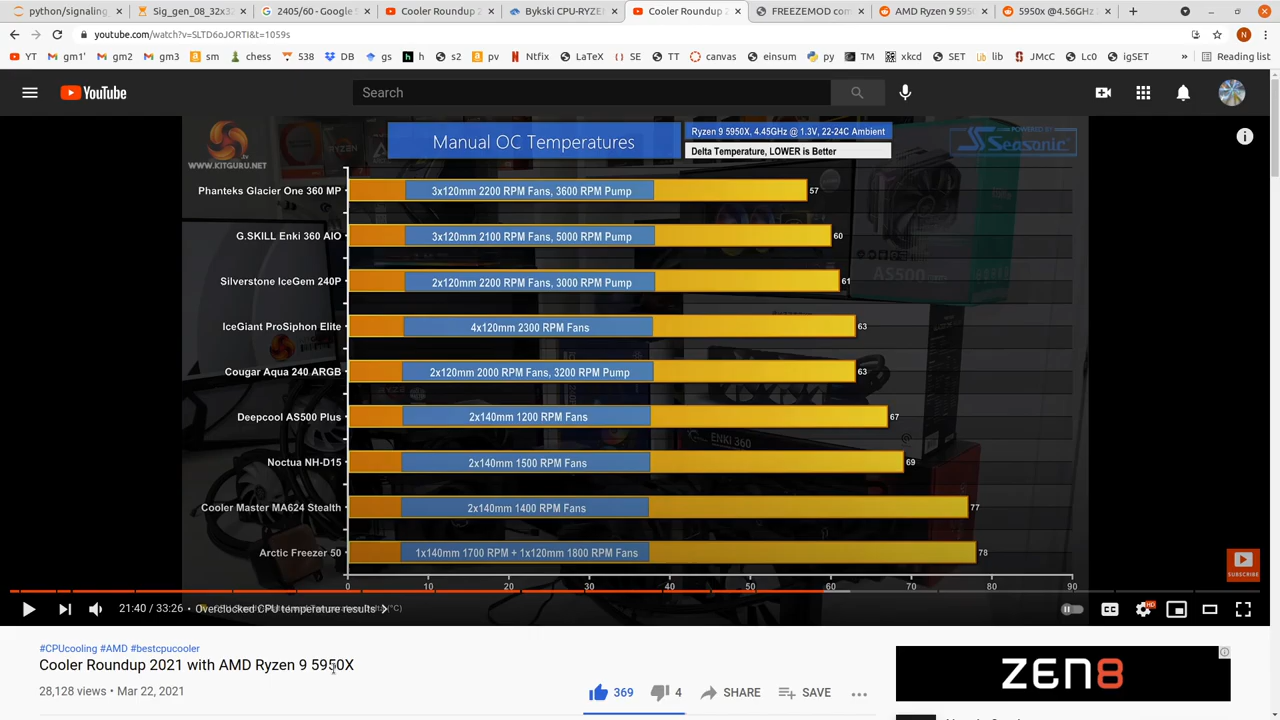 python/signaling_
Sig_gen_08_32x32
2405/60 - Google S
Cooler Roundup 2
Bykski CPU-RYZE
Cooler Roundup 2
FREEZEMOD com
AMD Ryzen 9 595
5950x @4.56GHz
youtube.com/watch?v=SLTD6oJORTI&t=1059s
YT gm1' gm2 gm3 sm chess 538 DB gs h s2 pv Ntfix LaTeX SE TT canvas einsum py TM xkcd SET lib JMcC Lc0 igSET » Reading list
YouTube
Search
Manual OC Temperatures
Ryzen 9 5950X, 4.45GHz @ 1.3V, 22-24C Ambient
Delta Temperature, LOWER is Better
POWERED BY
Seasonic
WWW.KITGURU.NET
Phanteks Glacier One 360 MP 3x120mm 2200 RPM Fans, 3600 RPM Pump 57
G.SKILL Enki 360 AIO 3x120mm 2100 RPM Fans, 5000 RPM Pump 60
Silverstone IceGem 240P 2x120mm 2200 RPM Fans, 3000 RPM Pump 61
IceGiant ProSiphon Elite 4x120mm 2300 RPM Fans 63
Cougar Aqua 240 ARGB 2x120mm 2000 RPM Fans, 3200 RPM Pump 63
Deepcool AS500 Plus 2x140mm 1200 RPM Fans 67
Noctua NH-D15 2x140mm 1500 RPM Fans 69
Cooler Master MA624 Stealth 2x140mm 1400 RPM Fans 77
Arctic Freezer 50 1x140mm 1700 RPM + 1x120mm 1800 RPM Fans 78
0 10 20 30 40 50 60 70 80 90
AS500
ENKI 360
SUBSCRIBE
21:40 / 33:26 · Overclocked CPU temperature results
HD
#CPUcooling #AMD #bestcpucooler
Cooler Roundup 2021 with AMD Ryzen 9 5950X
28,128 views • Mar 22, 2021
369 4 SHARE SAVE
ZEN8